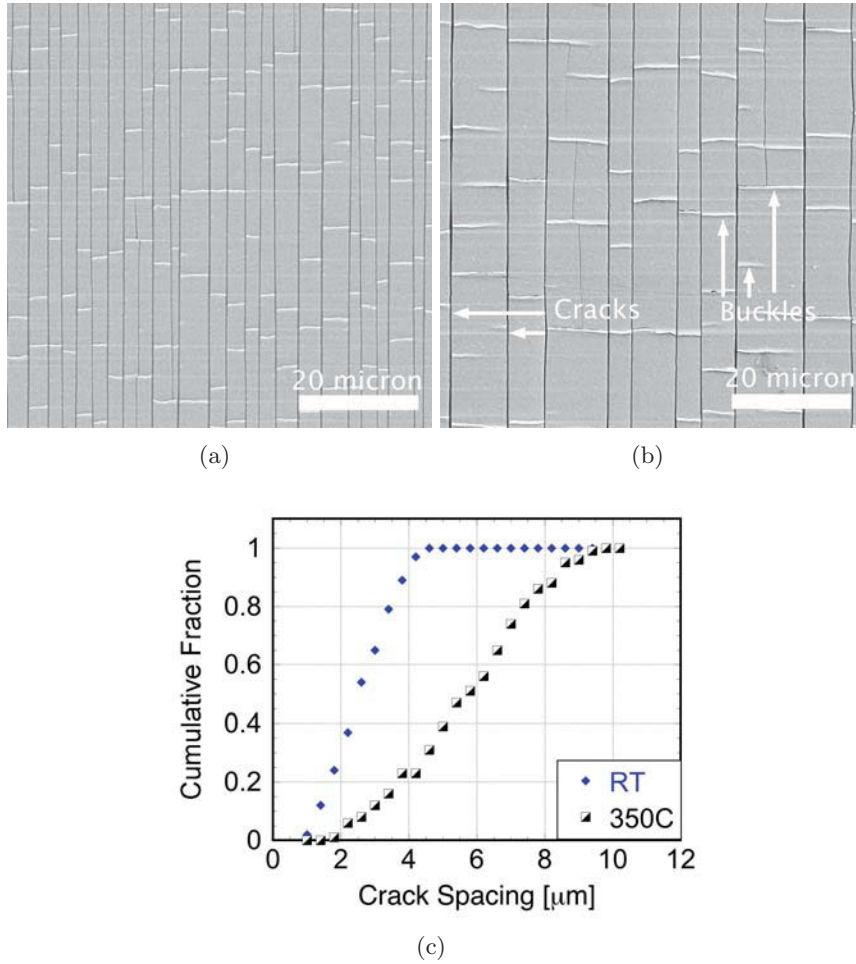 20 micron
(a)
Cracks
Buckles
20 micron
(b)
Cumulative Fraction
1
0.8
0.6
0.4
0.2
0
0 2 4 6 8 10 12
RT
350C
Crack Spacing [μm]
(c)